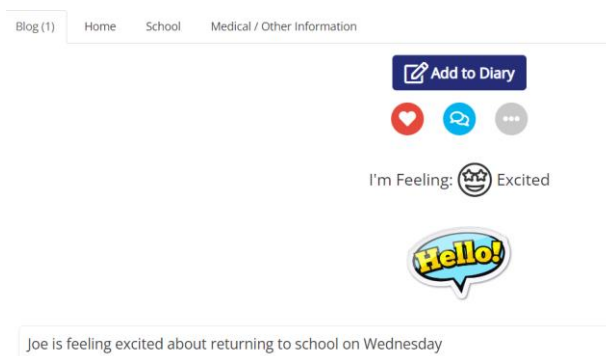 Blog (1) Home School Medical / Other Information
Add to Diary
I'm Feeling: Excited
Hello!
Joe is feeling excited about returning to school on Wednesday